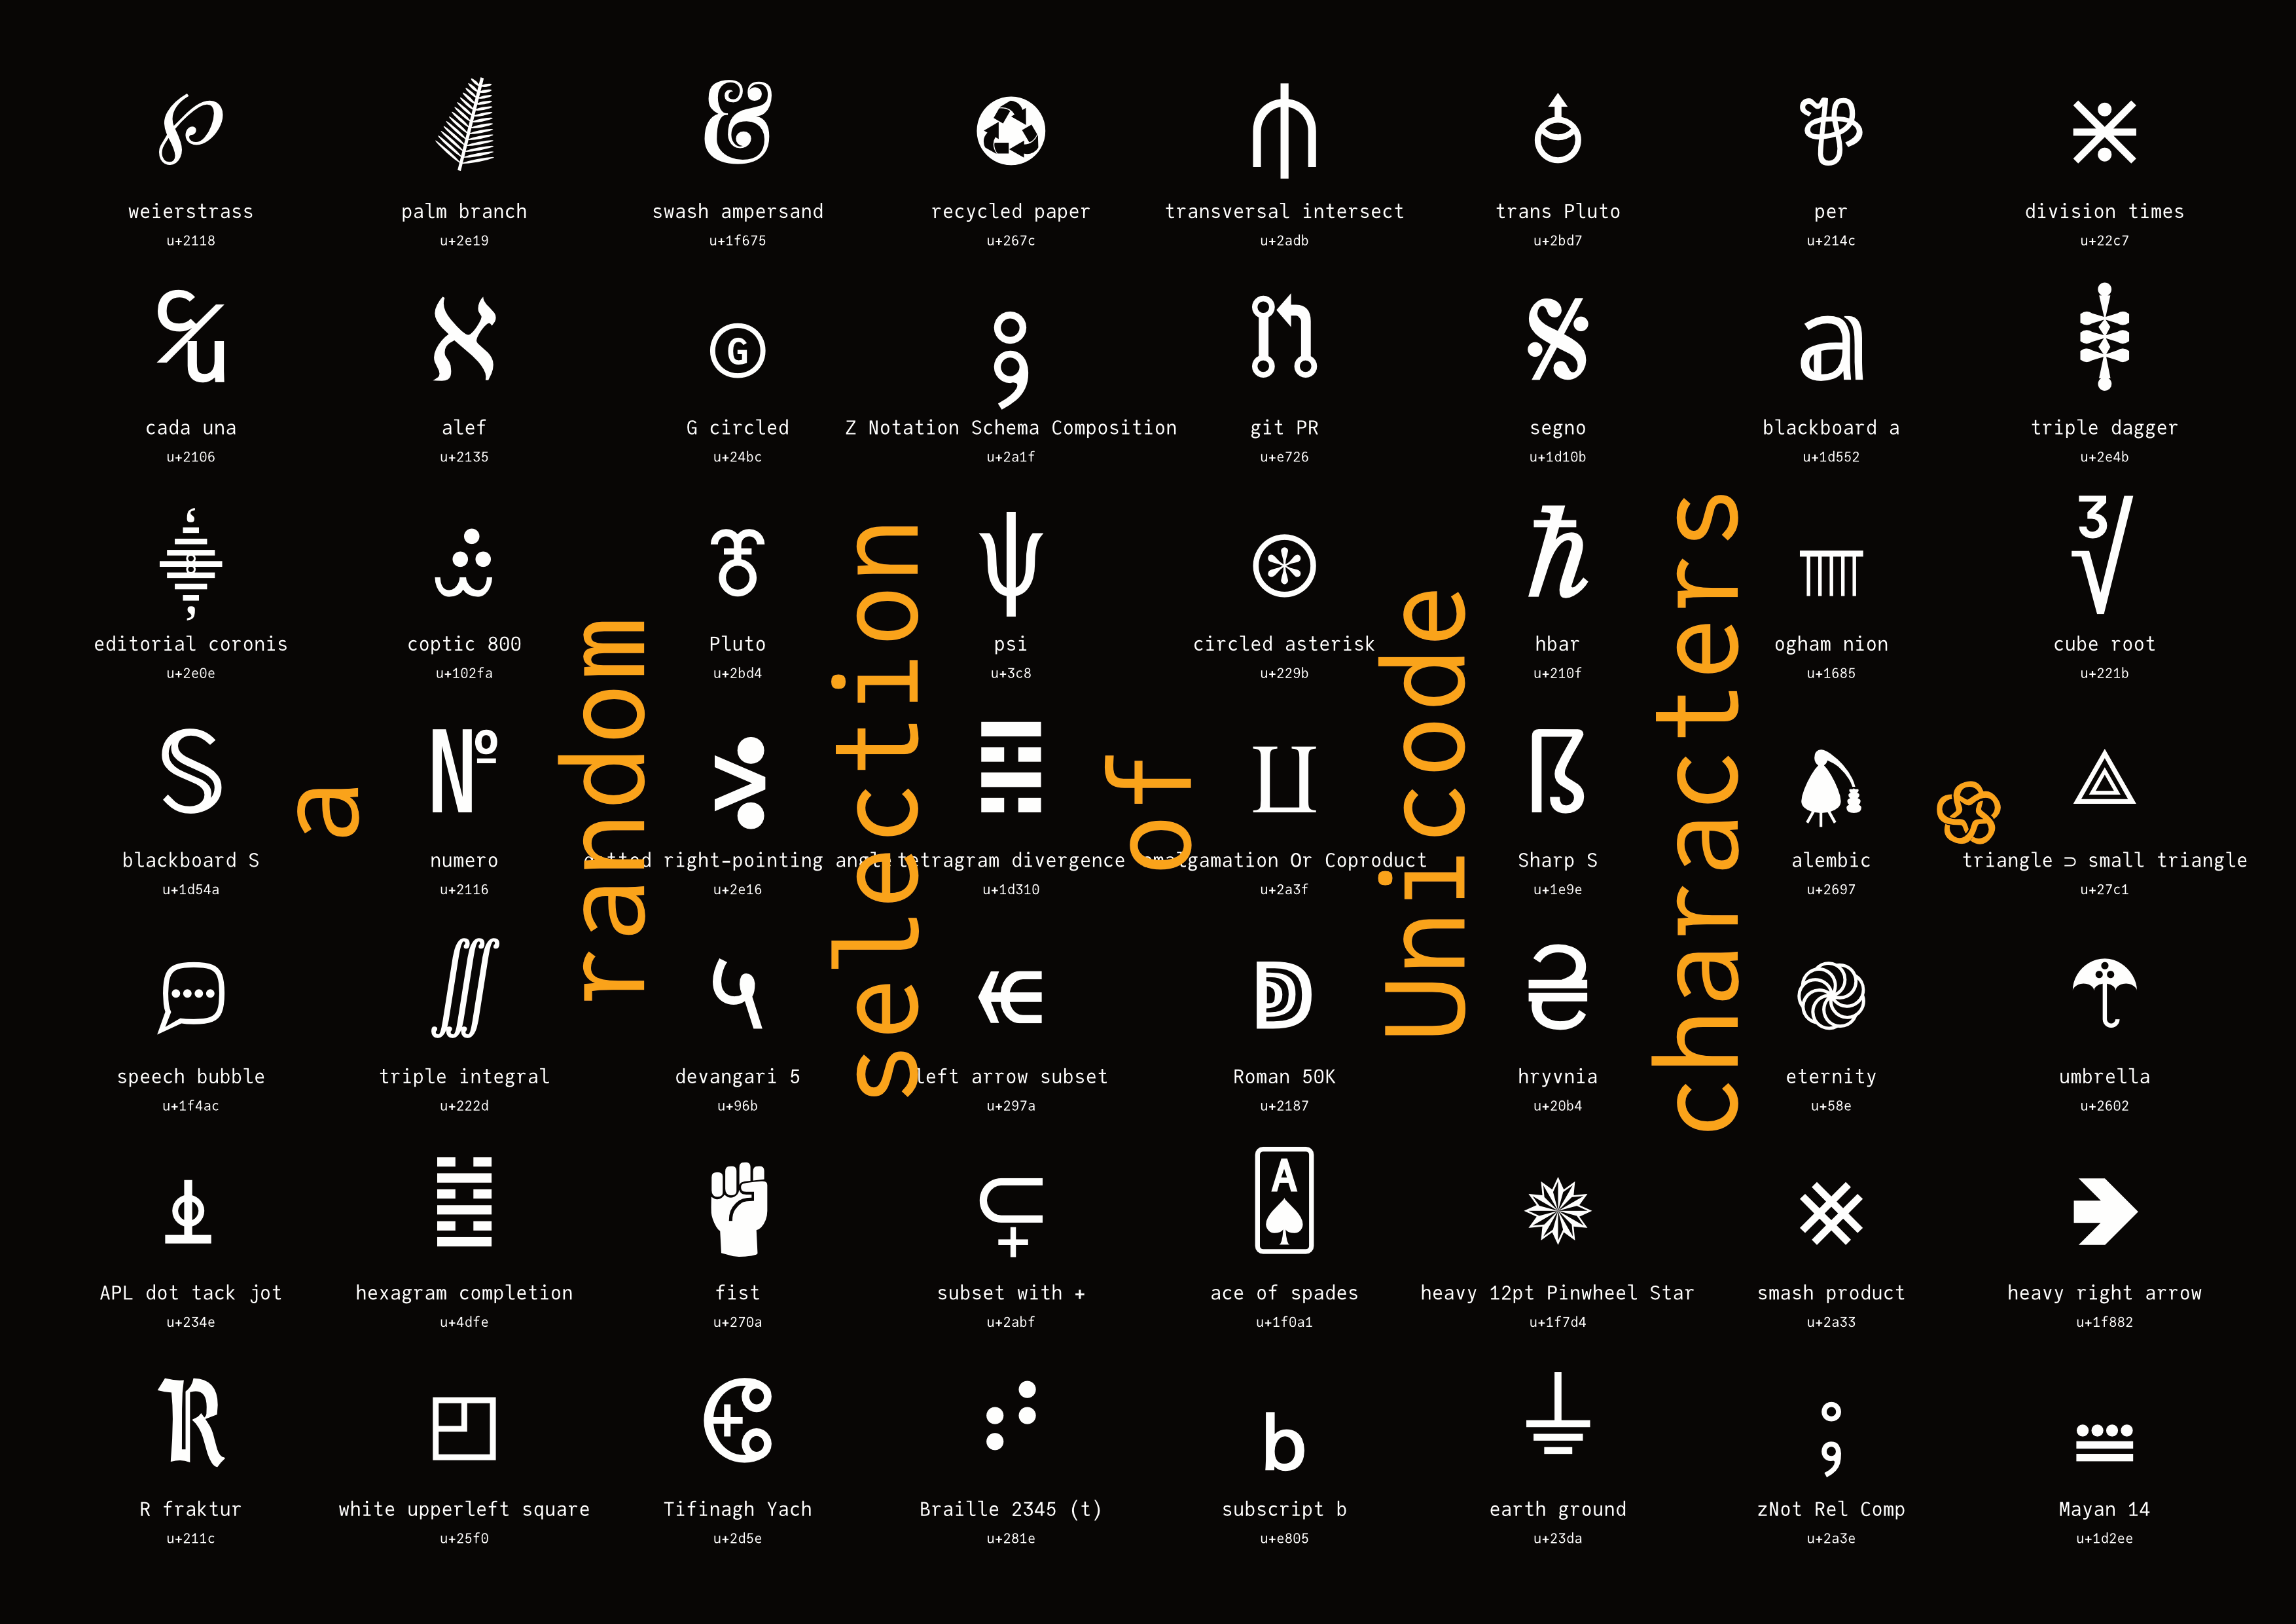 weierstrass palm branch swash ampersand recycled paper transversal intersect trans Pluto per division times
u+2118 u+2e19 u+1f675 u+267c u+2adb u+2bd7 u+214c u+22c7
cada una alef G circled Z Notation Schema Composition git PR segno blackboard a triple dagger
u+2106 u+2135 u+24bc u+2a1f u+e726 u+1d10b u+1d552 u+2e4b
editorial coronis coptic 800 Pluto psi circled asterisk hbar ogham nion cube root
u+2e0e u+102fa u+2bd4 u+3c8 u+229b u+210f u+1685 u+221b
blackboard S numero dotted right-pointing angle tetragram divergence amalgamation Or Coproduct Sharp S alembic triangle ⊃ small triangle
u+1d54a u+2116 u+2e16 u+1d310 u+2a3f u+1e9e u+2697 u+27c1
speech bubble triple integral devangari 5 left arrow subset Roman 50K hryvnia eternity umbrella
u+1f4ac u+222d u+96b u+297a u+2187 u+20b4 u+58e u+2602
APL dot tack jot hexagram completion fist subset with + ace of spades heavy 12pt Pinwheel Star smash product heavy right arrow
u+234e u+4dfe u+270a u+2abf u+1f0a1 u+1f7d4 u+2a33 u+1f882
R fraktur white upperleft square Tifinagh Yach Braille 2345 (t) subscript b earth ground zNot Rel Comp Mayan 14
u+211c u+25f0 u+2d5e u+281e u+e805 u+23da u+2a3e u+1d2ee
a
random
selection
of
Unicode
characters